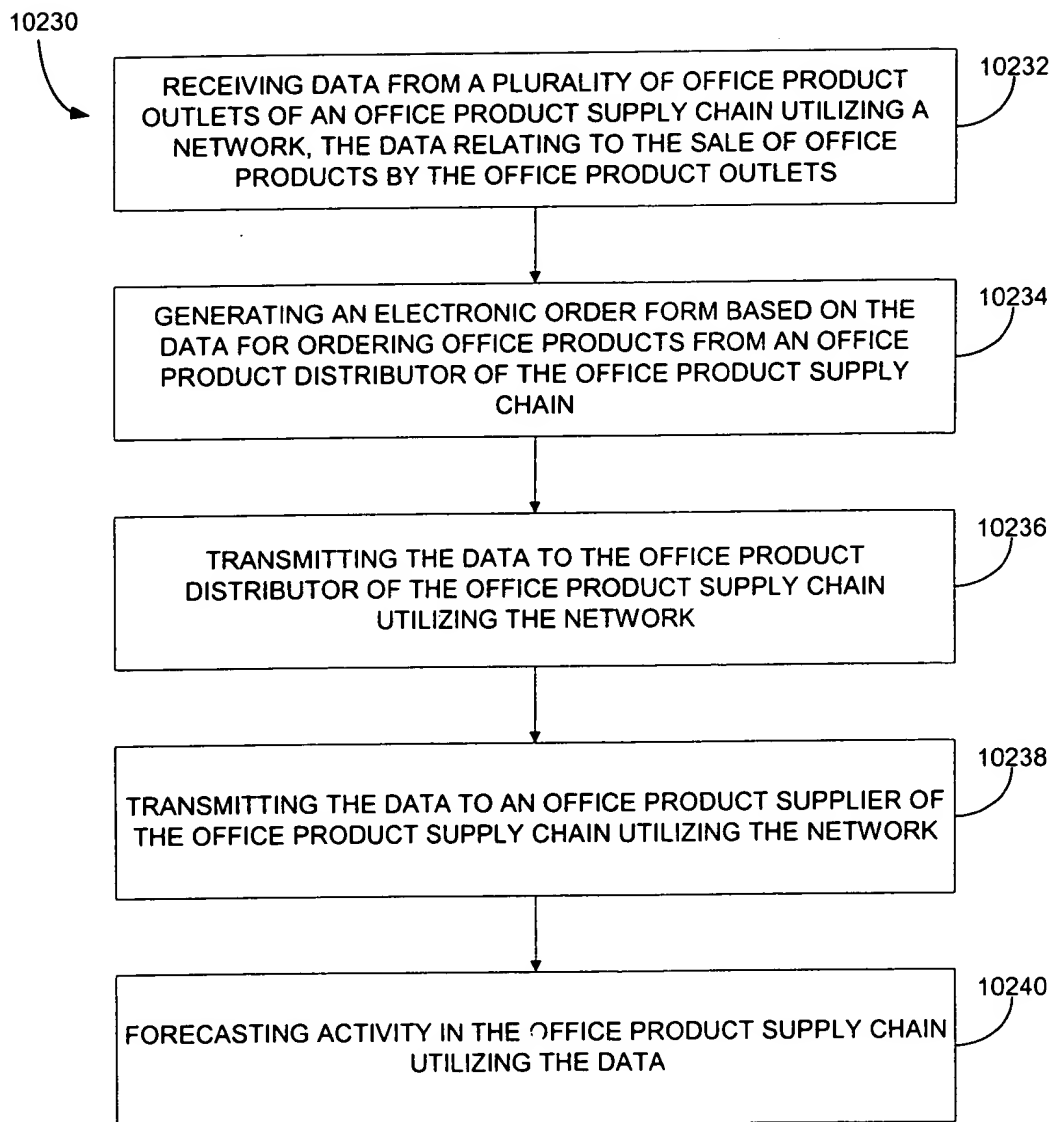 10230
RECEIVING DATA FROM A PLURALITY OF OFFICE PRODUCT
OUTLETS OF AN OFFICE PRODUCT SUPPLY CHAIN UTILIZING A
NETWORK, THE DATA RELATING TO THE SALE OF OFFICE
PRODUCTS BY THE OFFICE PRODUCT OUTLETS
10232
GENERATING AN ELECTRONIC ORDER FORM BASED ON THE
DATA FOR ORDERING OFFICE PRODUCTS FROM AN OFFICE
PRODUCT DISTRIBUTOR OF THE OFFICE PRODUCT SUPPLY
CHAIN
10234
TRANSMITTING THE DATA TO THE OFFICE PRODUCT
DISTRIBUTOR OF THE OFFICE PRODUCT SUPPLY CHAIN
UTILIZING THE NETWORK
10236
TRANSMITTING THE DATA TO AN OFFICE PRODUCT SUPPLIER OF
THE OFFICE PRODUCT SUPPLY CHAIN UTILIZING THE NETWORK
10238
FORECASTING ACTIVITY IN THE OFFICE PRODUCT SUPPLY CHAIN
UTILIZING THE DATA
10240